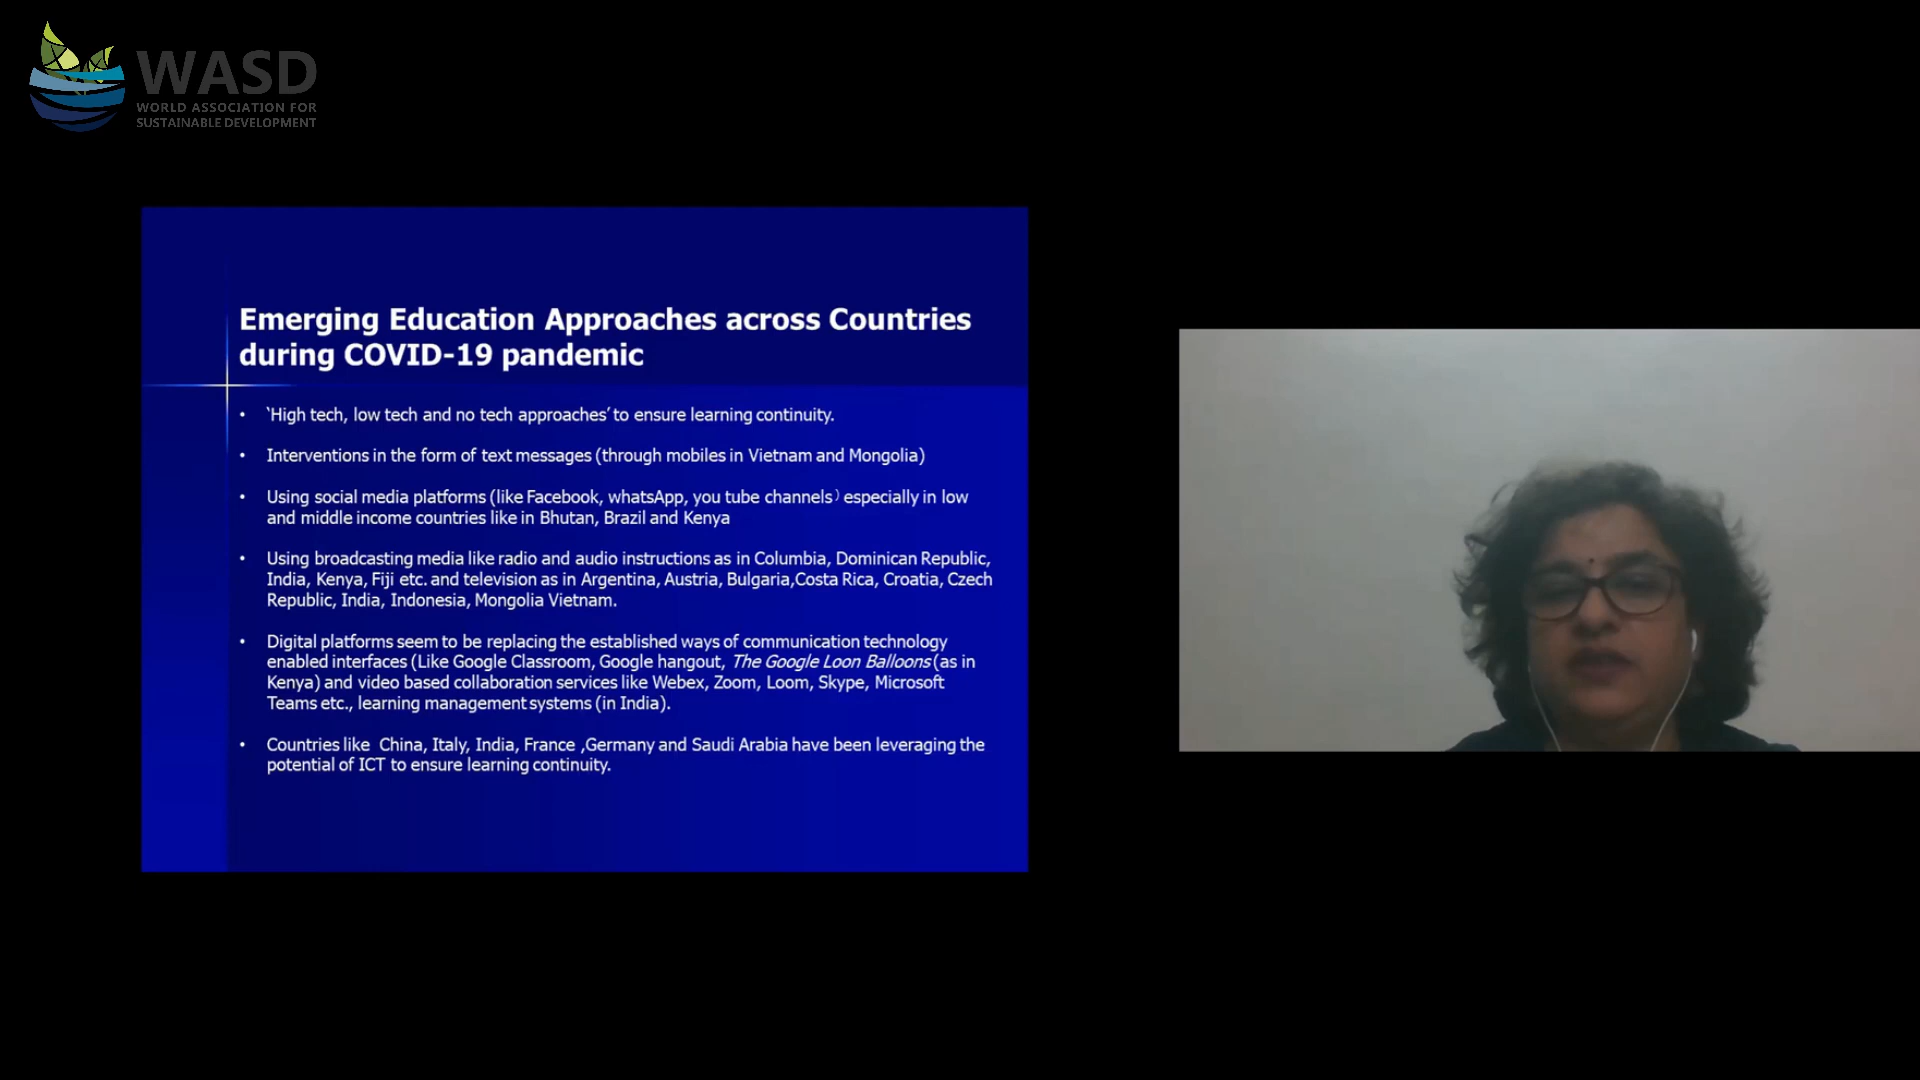 WASD
WORLD ASSOCIATION FOR
SUSTAINABLE DEVELOPMENT
Emerging Education Approaches across Countries
during COVID-19 pandemic
• ‘High tech, low tech and no tech approaches’ to ensure learning continuity.
• Interventions in the form of text messages (through mobiles in Vietnam and Mongolia)
• Using social media platforms (like Facebook, whatsApp, you tube channels) especially in low
and middle income countries like in Bhutan, Brazil and Kenya
• Using broadcasting media like radio and audio instructions as in Columbia, Dominican Republic,
India, Kenya, Fiji etc. and television as in Argentina, Austria, Bulgaria,Costa Rica, Croatia, Czech
Republic, India, Indonesia, Mongolia Vietnam.
• Digital platforms seem to be replacing the established ways of communication technology
enabled interfaces (Like Google Classroom, Google hangout, The Google Loon Balloons (as in
Kenya) and video based collaboration services like Webex, Zoom, Loom, Skype, Microsoft
Teams etc., learning management systems (in India).
• Countries like  China, Italy, India, France ,Germany and Saudi Arabia have been leveraging the
potential of ICT to ensure learning continuity.